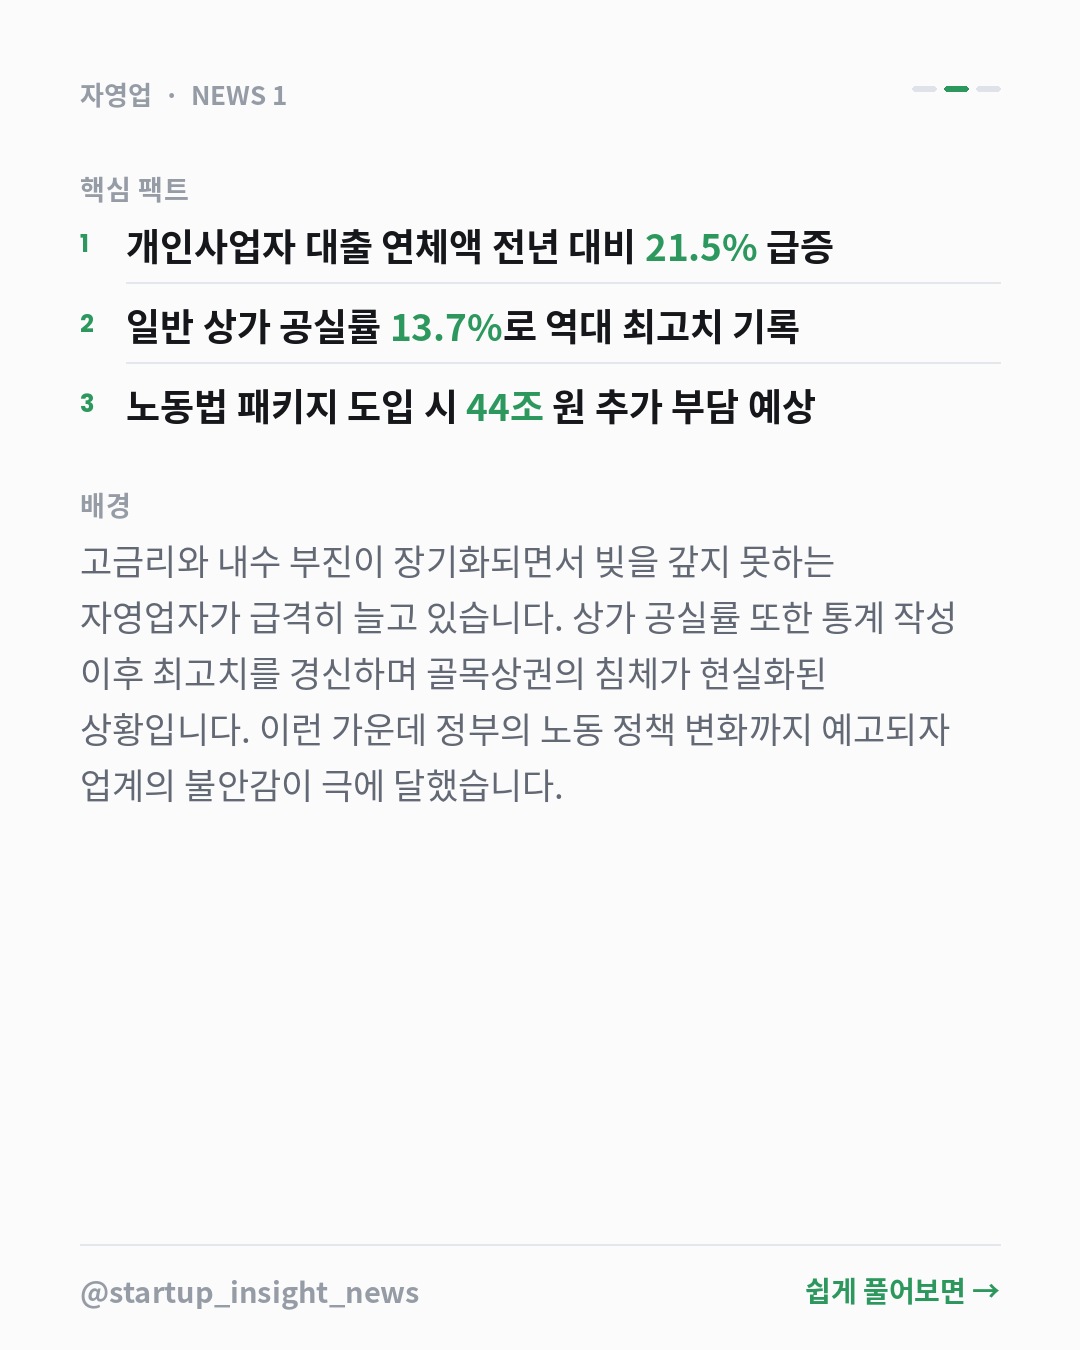 자영업 · NEWS 1
핵심 팩트
1 개인사업자 대출 연체액 전년 대비 21.5% 급증
2 일반 상가 공실률 13.7%로 역대 최고치 기록
3 노동법 패키지 도입 시 44조 원 추가 부담 예상
배경
고금리와 내수 부진이 장기화되면서 빚을 갚지 못하는
자영업자가 급격히 늘고 있습니다. 상가 공실률 또한 통계 작성
이후 최고치를 경신하며 골목상권의 침체가 현실화된
상황입니다. 이런 가운데 정부의 노동 정책 변화까지 예고되자
업계의 불안감이 극에 달했습니다.
@startup_insight_news
쉽게 풀어보면 →